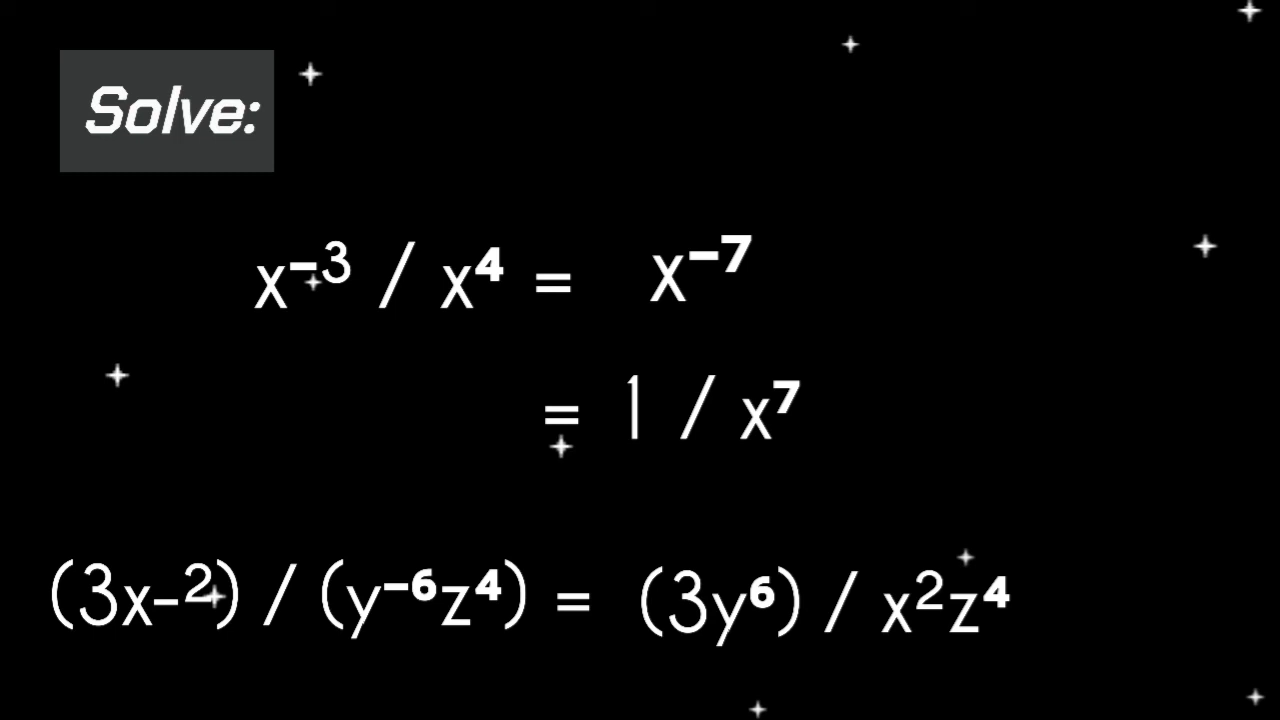 Solve:
x⁻³ / x⁴ = x⁻⁷
= 1 / x⁷
(3x-²) / (y⁻⁶z⁴) = (3y⁶) / x²z⁴